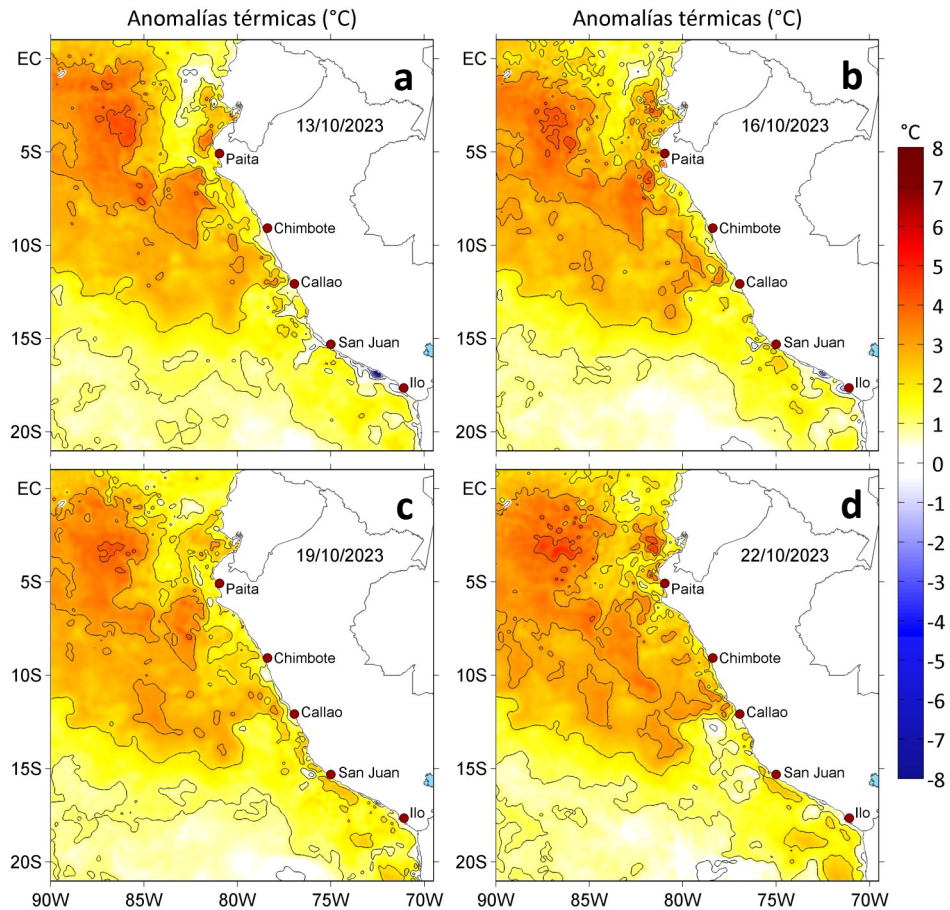 Anomalías térmicas (°C)
Anomalías térmicas (°C)
EC
5S
10S
15S
20S
a
13/10/2023
Paita
Chimbote
Callao
San Juan
Ilo
b
16/10/2023
EC
5S
10S
15S
20S
Paita
Chimbote
Callao
San Juan
Ilo
°C
8
7
6
5
4
3
2
1
0
-1
-2
-3
-4
-5
-6
-7
-8
c
19/10/2023
EC
5S
10S
15S
20S
Paita
Chimbote
Callao
San Juan
Ilo
90W 85W 80W 75W 70W
d
22/10/2023
EC
5S
10S
15S
20S
Paita
Chimbote
Callao
San Juan
Ilo
90W 85W 80W 75W 70W